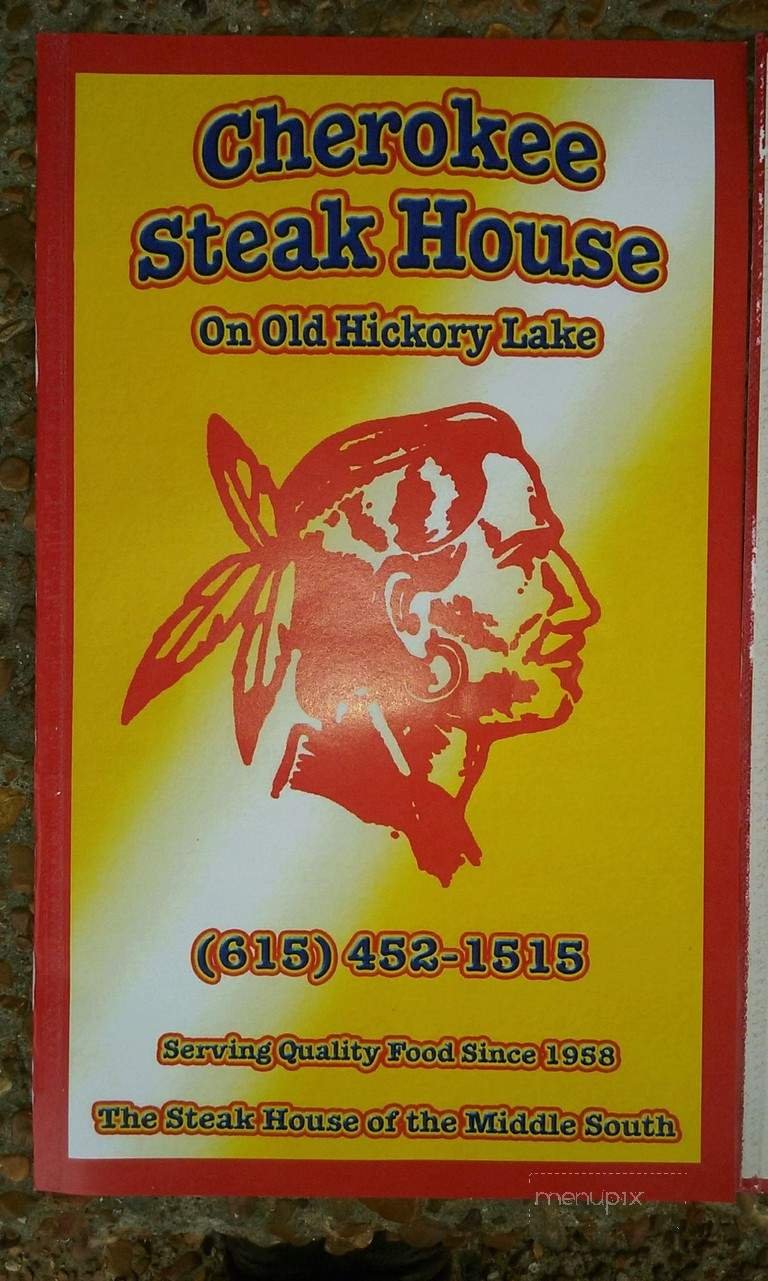 Cherokee
Steak House
On Old Hickory Lake
(615) 452-1515
Serving Quality Food Since 1958
The Steak House of the Middle South
menupix